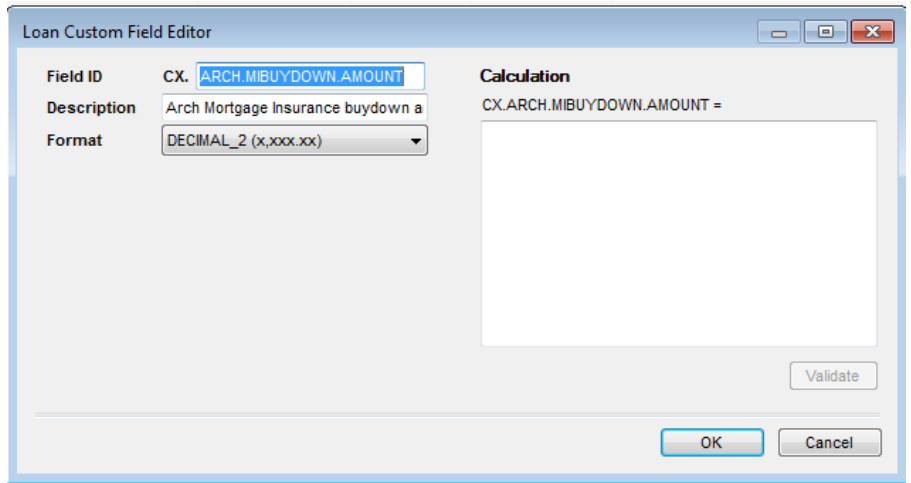 Loan Custom Field Editor
Field ID CX. ARCH.MIBUYDOWN.AMOUNT
Description Arch Mortgage Insurance buydown a
Format DECIMAL_2 (x,xxx.xx)
Calculation
CX.ARCH.MIBUYDOWN.AMOUNT =
Validate
OK Cancel